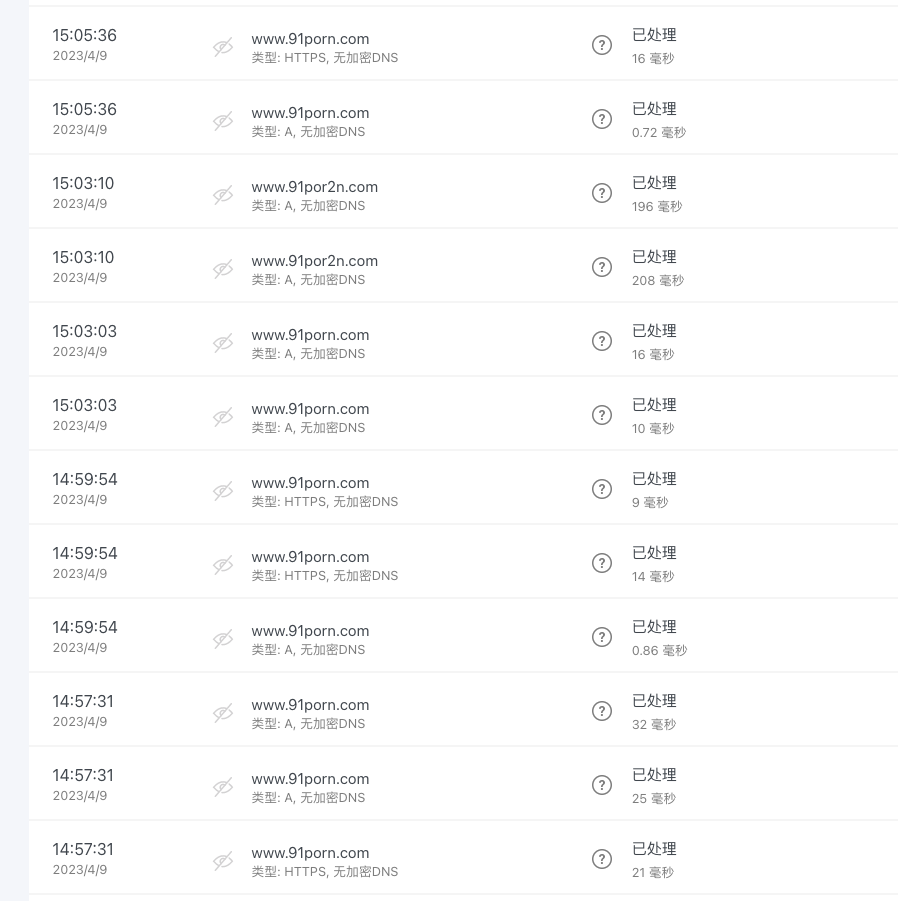 15:05:36 www.91porn.com 已处理
2023/4/9 类型: HTTPS, 无加密DNS 16 毫秒
15:05:36 www.91porn.com 已处理
2023/4/9 类型: A, 无加密DNS 0.72 毫秒
15:03:10 www.91por2n.com 已处理
2023/4/9 类型: A, 无加密DNS 196 毫秒
15:03:10 www.91por2n.com 已处理
2023/4/9 类型: A, 无加密DNS 208 毫秒
15:03:03 www.91porn.com 已处理
2023/4/9 类型: A, 无加密DNS 16 毫秒
15:03:03 www.91porn.com 已处理
2023/4/9 类型: A, 无加密DNS 10 毫秒
14:59:54 www.91porn.com 已处理
2023/4/9 类型: HTTPS, 无加密DNS 9 毫秒
14:59:54 www.91porn.com 已处理
2023/4/9 类型: HTTPS, 无加密DNS 14 毫秒
14:59:54 www.91porn.com 已处理
2023/4/9 类型: A, 无加密DNS 0.86 毫秒
14:57:31 www.91porn.com 已处理
2023/4/9 类型: A, 无加密DNS 32 毫秒
14:57:31 www.91porn.com 已处理
2023/4/9 类型: A, 无加密DNS 25 毫秒
14:57:31 www.91porn.com 已处理
2023/4/9 类型: HTTPS, 无加密DNS 21 毫秒